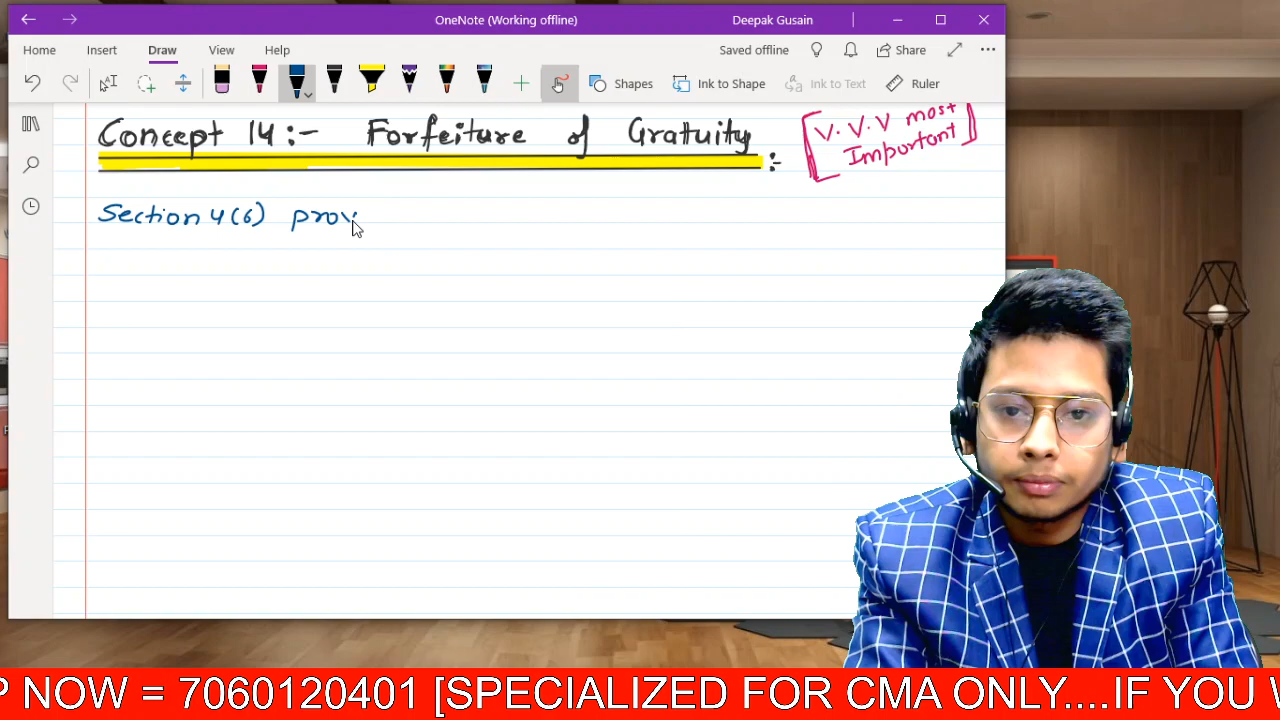 OneNote (Working offline)
Deepak Gusain
Home Insert Draw View Help
Saved offline
Share
Shapes
Ink to Shape
Ink to Text
Ruler
Concept 14:- Forfeiture of Gratuity :-
[V. V. V most
Important]
Section 4(6) prov
P NOW = 7060120401 [SPECIALIZED FOR CMA ONLY....IF YOU